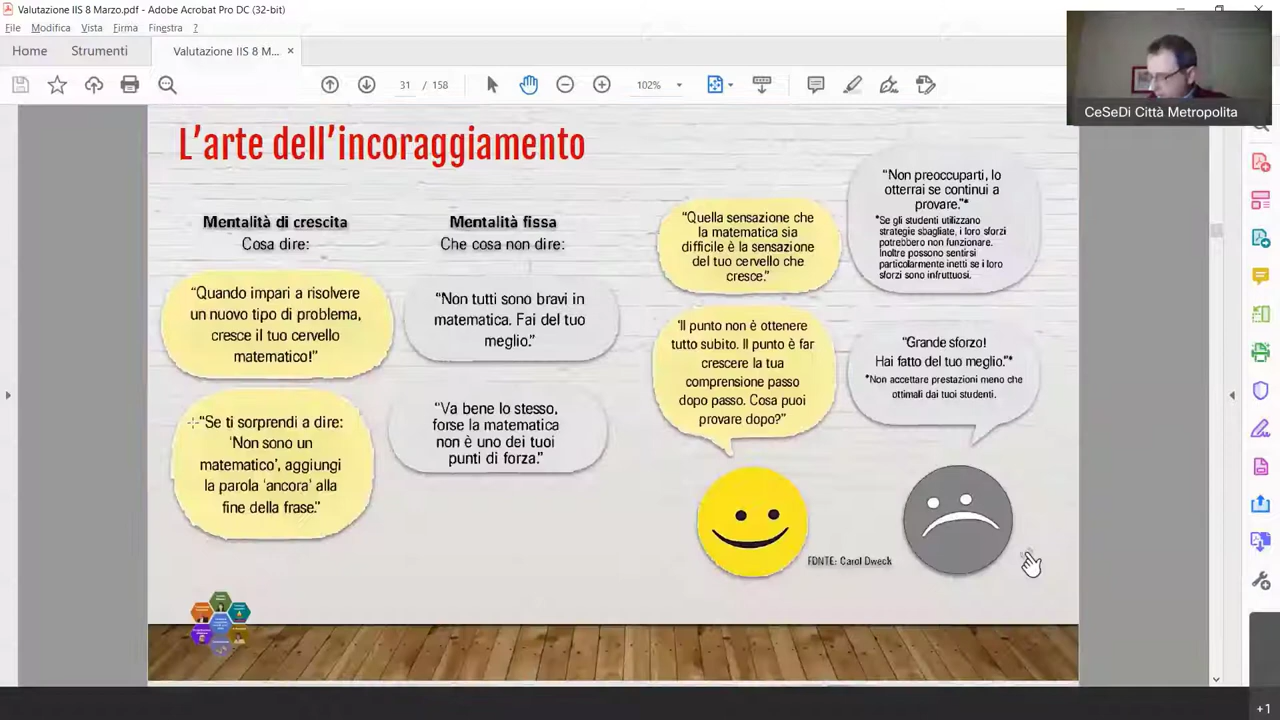 Valutazione IIS 8 Marzo.pdf - Adobe Acrobat Pro DC (32-bit)
File Modifica Vista Firma Finestra ?
Home Strumenti Valutazione IIS 8 M... ×
31 / 158 102%
CeSeDi Città Metropolita
L'arte dell'incoraggiamento
Mentalità di crescita
Cosa dire:
"Quando impari a risolvere
un nuovo tipo di problema,
cresce il tuo cervello
matematico!"
"Se ti sorprendi a dire:
'Non sono un
matematico', aggiungi
la parola 'ancora' alla
fine della frase."
Mentalità fissa
Che cosa non dire:
"Non tutti sono bravi in
matematica. Fai del tuo
meglio."
"Va bene lo stesso,
forse la matematica
non è uno dei tuoi
punti di forza."
"Quella sensazione che
la matematica sia
difficile è la sensazione
del tuo cervello che
cresce."
'Il punto non è ottenere
tutto subito. Il punto è far
crescere la tua
comprensione passo
dopo passo. Cosa puoi
provare dopo?"
"Non preoccuparti, lo
otterrai se continui a
provare."*
*Se gli studenti utilizzano
strategie sbagliate, i loro sforzi
potrebbero non funzionare.
Inoltre possono sentirsi
particolarmente inetti se i loro
sforzi sono infruttuosi.
"Grande sforzo!
Hai fatto del tuo meglio."*
*Non accettare prestazioni meno che
ottimali dai tuoi studenti.
FONTE: Carol Dweck
+1